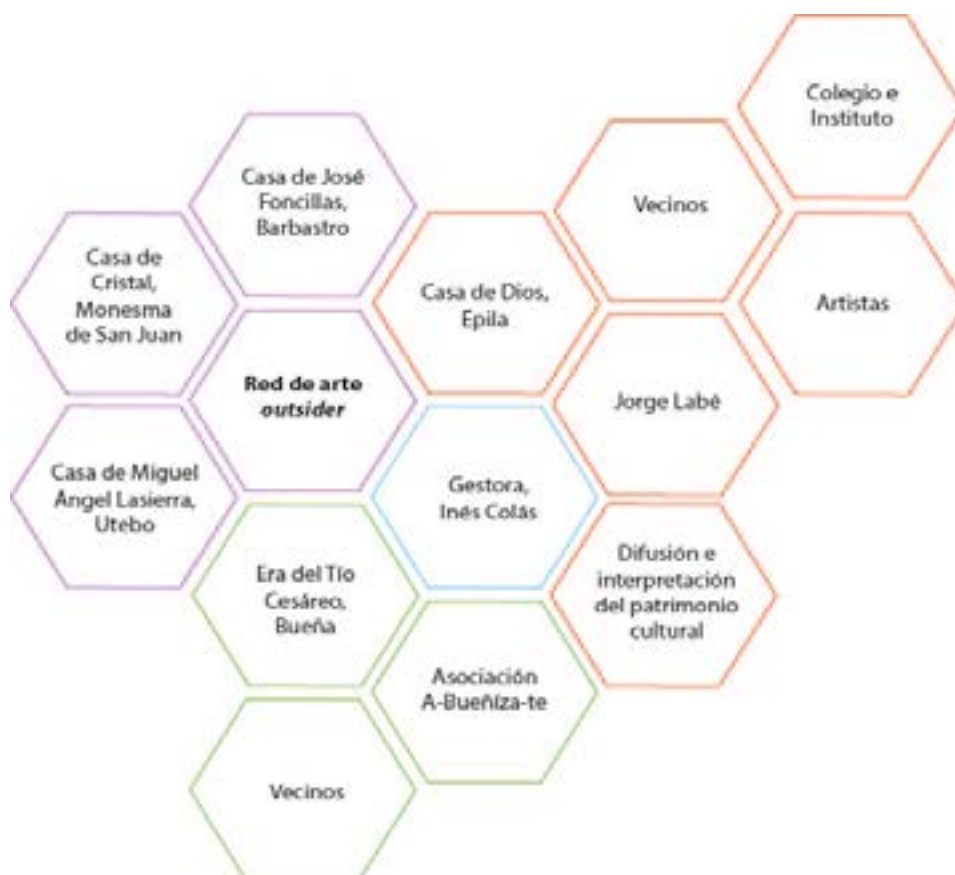 Colegio e
Instituto
Casa de José
Foncillas,
Barbastro
Vecinos
Casa de
Cristal,
Monesma
de San Juan
Casa de Dios,
Epila
Artistas
Red de arte
outsider
Jorge Labé
Casa de Miguel
Ángel Lasierra,
Utebo
Gestora,
Inés Colás
Era del Tío
Cesáreo,
Bueña
Difusión e
interpretación
del patrimonio
cultural
Asociación
A-Bueñíza-te
Vecinos